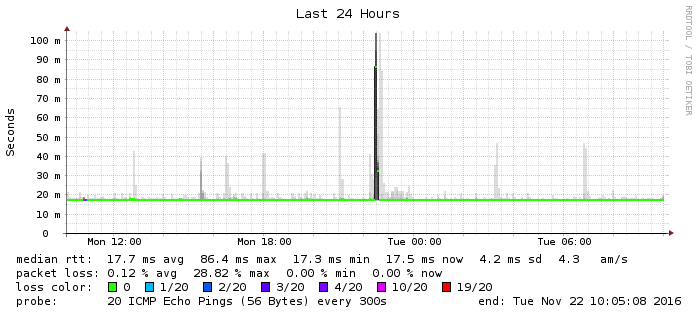 Last 24 Hours
RRDTOOL / TOBI OETIKER
Seconds
100 m
90 m
80 m
70 m
60 m
50 m
40 m
30 m
20 m
10 m
0
Mon 12:00 Mon 18:00 Tue 00:00 Tue 06:00
median rtt: 17.7 ms avg 86.4 ms max 17.3 ms min 17.5 ms now 4.2 ms sd 4.3 am/s
packet loss: 0.12 % avg 28.82 % max 0.00 % min 0.00 % now
loss color: 0 1/20 2/20 3/20 4/20 10/20 19/20
probe: 20 ICMP Echo Pings (56 Bytes) every 300s end: Tue Nov 22 10:05:08 2016